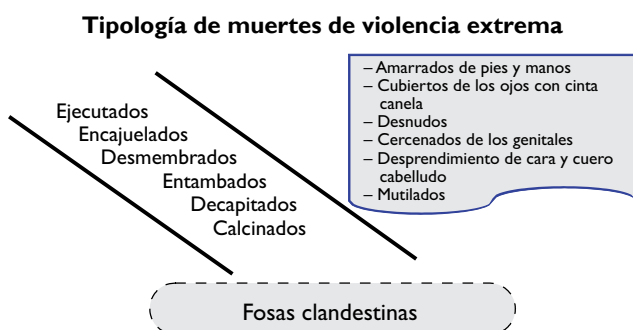 Tipología de muertes de violencia extrema
Ejecutados
Encajuelados
Desmembrados
Entambados
Decapitados
Calcinados
– Amarrados de pies y manos
– Cubiertos de los ojos con cinta
canela
– Desnudos
– Cercenados de los genitales
– Desprendimiento de cara y cuero
cabelludo
– Mutilados
Fosas clandestinas